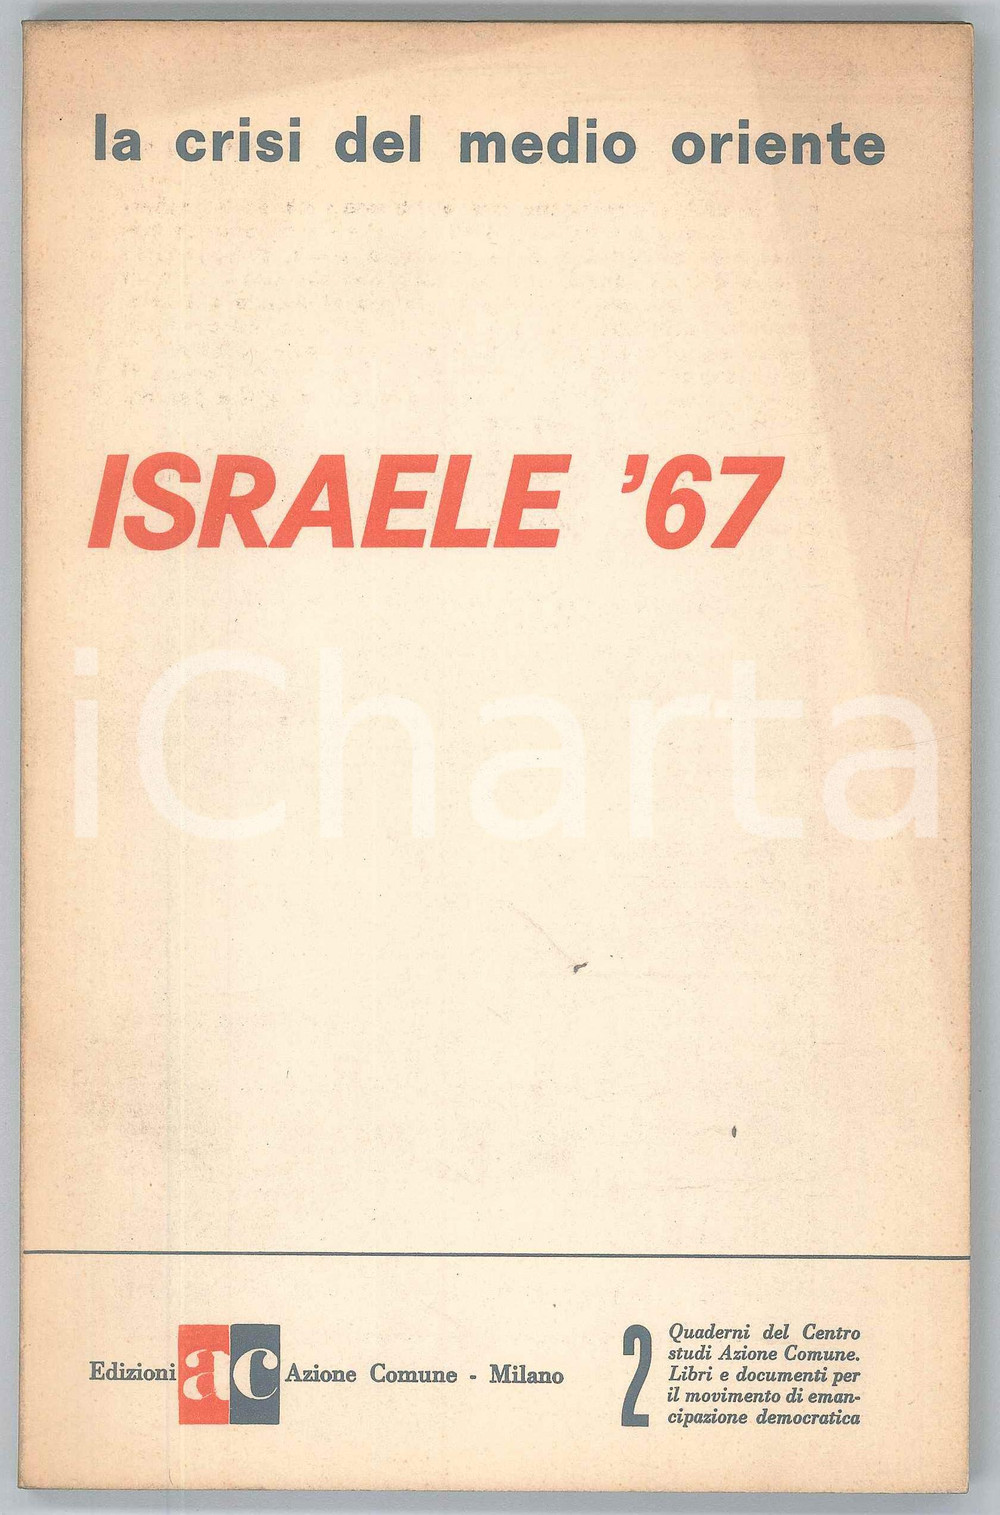 la crisi del medio oriente
ISRAELE '67
iCharta
Edizioni ac Azione Comune - Milano
2
Quaderni del Centro
studi Azione Comune.
Libri e documenti per
il movimento di eman-
cipazione democratica